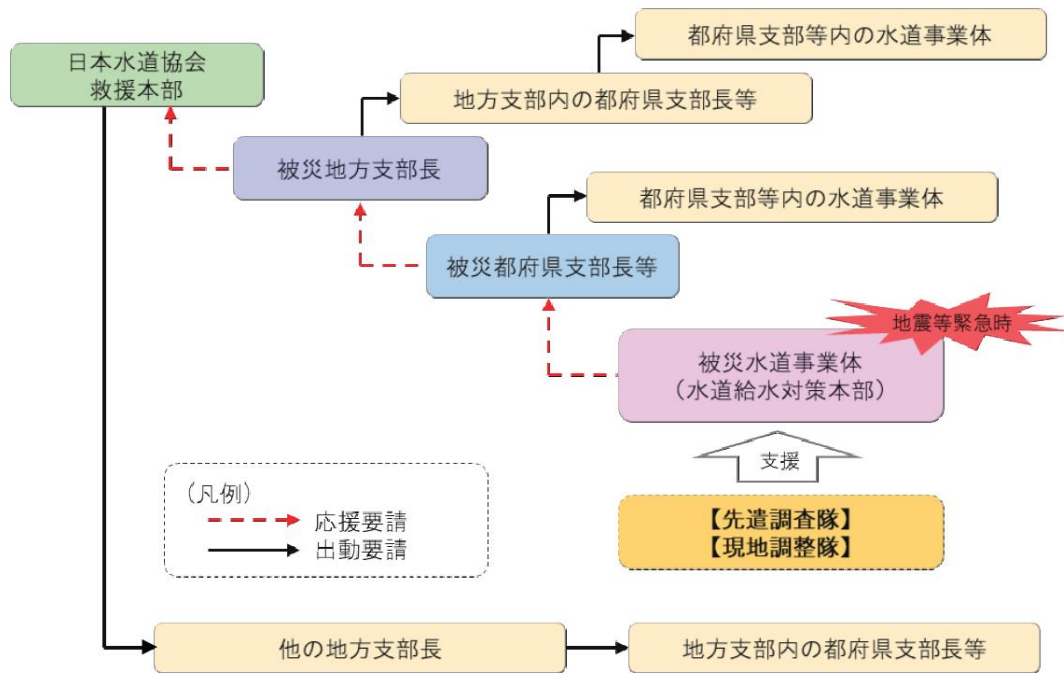 都府県支部等内の水道事業体
日本水道協会
救援本部
地方支部内の都府県支部長等
被災地方支部長
都府県支部等内の水道事業体
被災都府県支部長等
地震等緊急時
被災水道事業体
(水道給水対策本部)
支援
(凡例)
応援要請
出動要請
【先遣調査隊】
【現地調整隊】
他の地方支部長
地方支部内の都府県支部長等